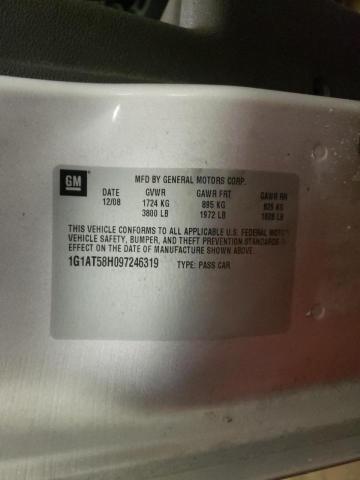 GM
MFD BY GENERAL MOTORS CORP.
DATE GVWR GAWR FRT GAWR RR
12/08 1724 KG 895 KG KG
3800 LB 1972 LB LB
THIS VEHICLE CONFORMS TO ALL APPLICABLE U.S. FEDERAL
VEHICLE SAFETY, BUMPER, AND THEFT PREVENTION STANDARDS
EFFECT ON THE DATE OF MANUFACTURE SHOWN ABOVE.
1G1AT58H097246319 TYPE: PASS CAR